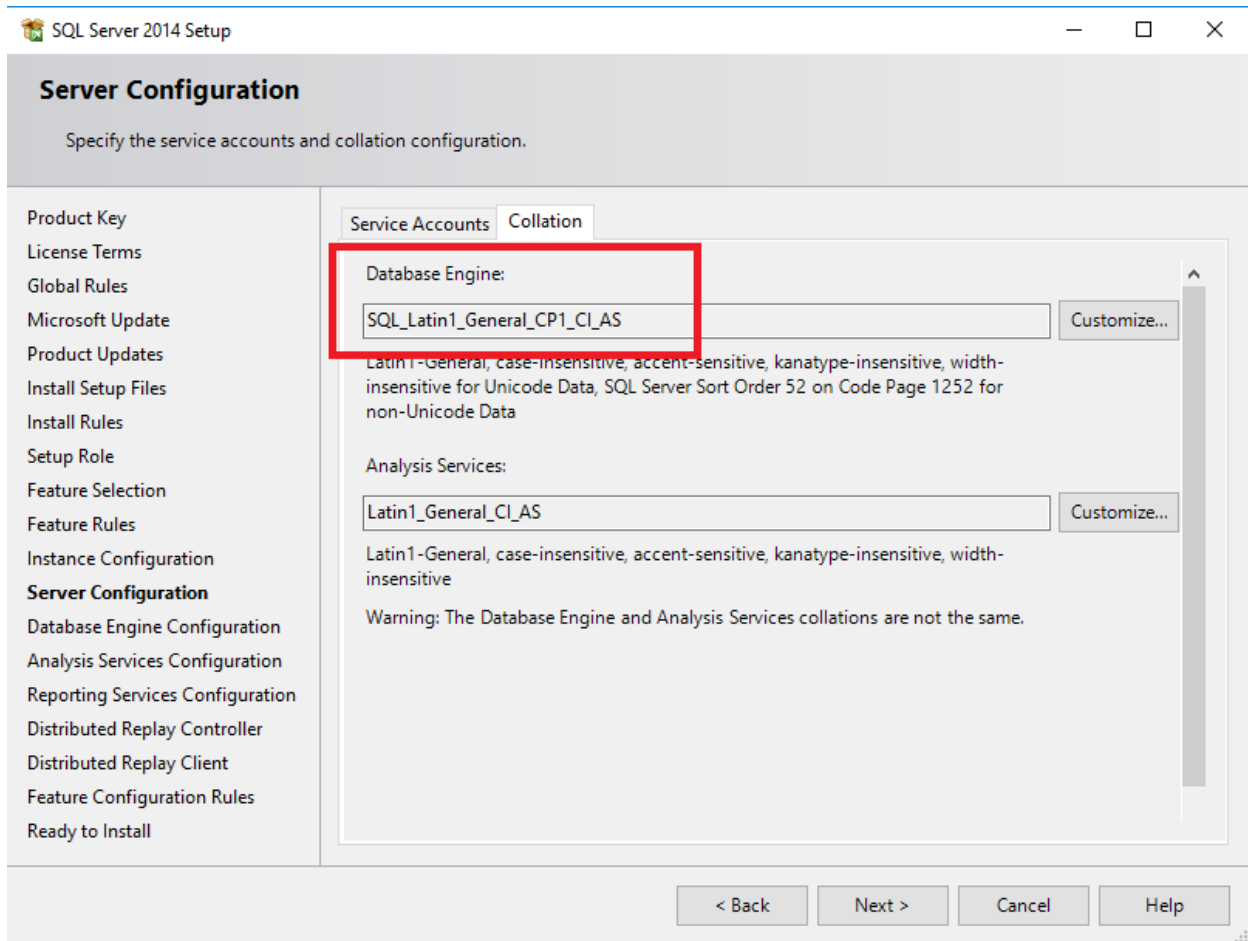 SQL Server 2014 Setup
Server Configuration
Specify the service accounts and collation configuration.
Product Key
License Terms
Global Rules
Microsoft Update
Product Updates
Install Setup Files
Install Rules
Setup Role
Feature Selection
Feature Rules
Instance Configuration
Server Configuration
Database Engine Configuration
Analysis Services Configuration
Reporting Services Configuration
Distributed Replay Controller
Distributed Replay Client
Feature Configuration Rules
Ready to Install
Service Accounts Collation
Database Engine:
SQL_Latin1_General_CP1_CI_AS Customize...
Latin1-General, case-insensitive, accent-sensitive, kanatype-insensitive, width-
insensitive for Unicode Data, SQL Server Sort Order 52 on Code Page 1252 for
non-Unicode Data
Analysis Services:
Latin1_General_CI_AS Customize...
Latin1-General, case-insensitive, accent-sensitive, kanatype-insensitive, width-
insensitive
Warning: The Database Engine and Analysis Services collations are not the same.
< Back Next > Cancel Help